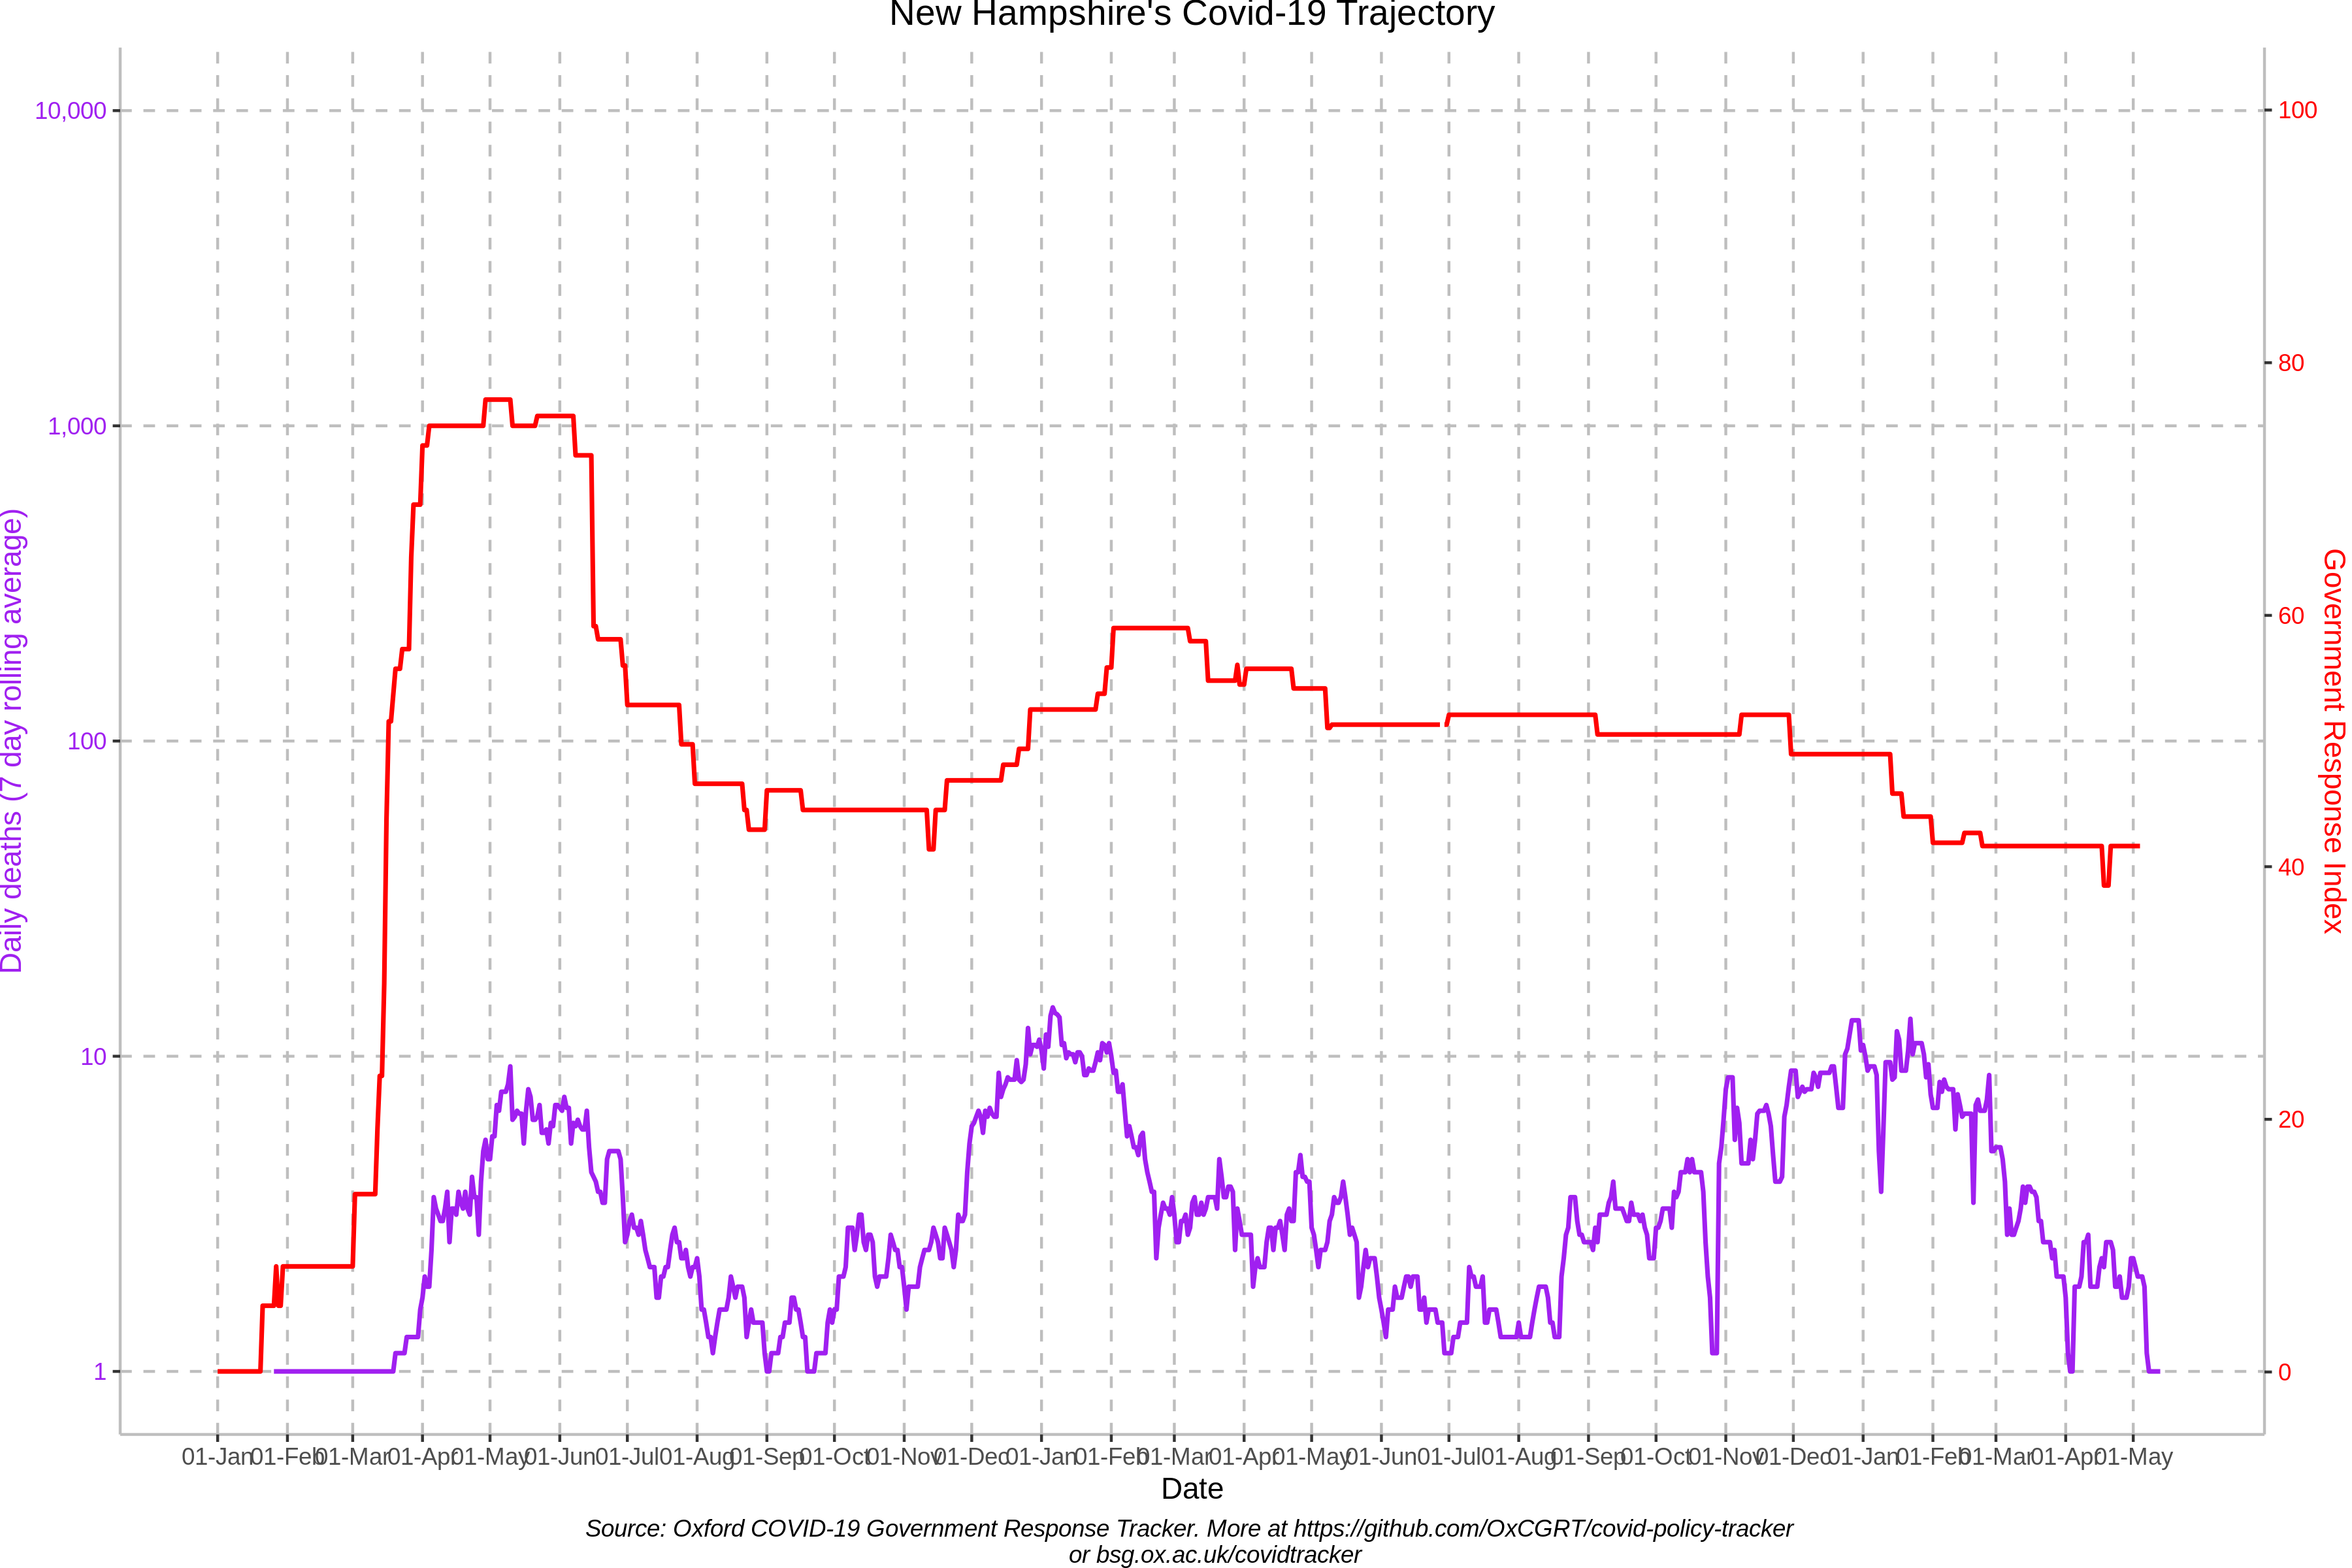 New Hampshire's Covid-19 Trajectory
10,000
1,000
100
10
1
Daily deaths (7 day rolling average)
100
80
60
40
20
0
Government Response Index
01-Jan 01-Feb 01-Mar 01-Apr 01-May 01-Jun 01-Jul 01-Aug 01-Sep 01-Oct 01-Nov 01-Dec 01-Jan 01-Feb 01-Mar 01-Apr 01-May 01-Jun 01-Jul 01-Aug 01-Sep 01-Oct 01-Nov 01-Dec 01-Jan 01-Feb 01-Mar 01-Apr 01-May
Date
Source: Oxford COVID-19 Government Response Tracker. More at https://github.com/OxCGRT/covid-policy-tracker
or bsg.ox.ac.uk/covidtracker